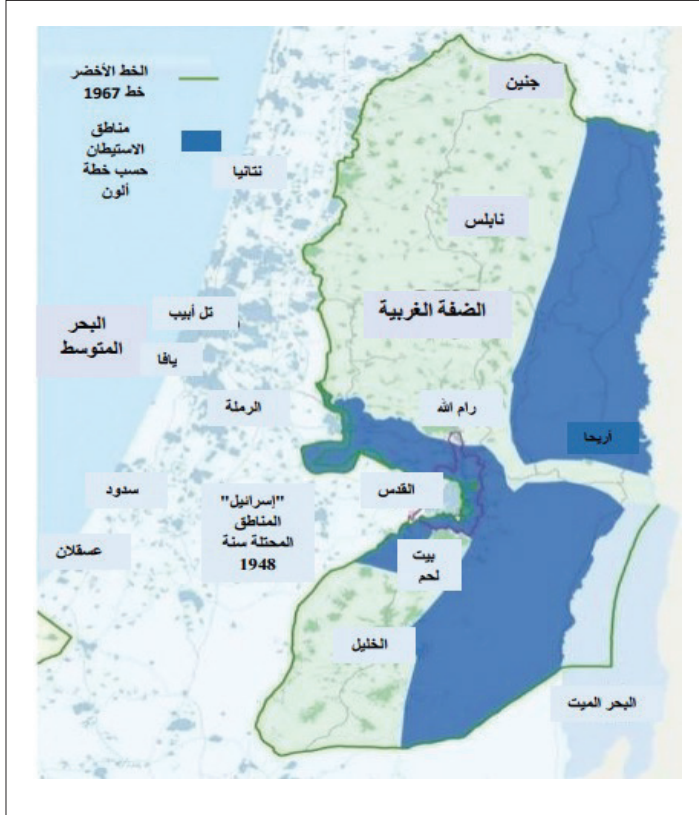 الخط الأخضر
خط 1967
مناطق
الاستيطان
حسب خطة
ألون
جنين
نتانيا
نابلس
الضفة الغربية
تل أبيب
البحر
المتوسط
يافا
الرملة
رام الله
أريحا
سدود
"إسرائيل"
المناطق
المحتلة سنة
1948
القدس
عسقلان
بيت
لحم
الخليل
البحر الميت